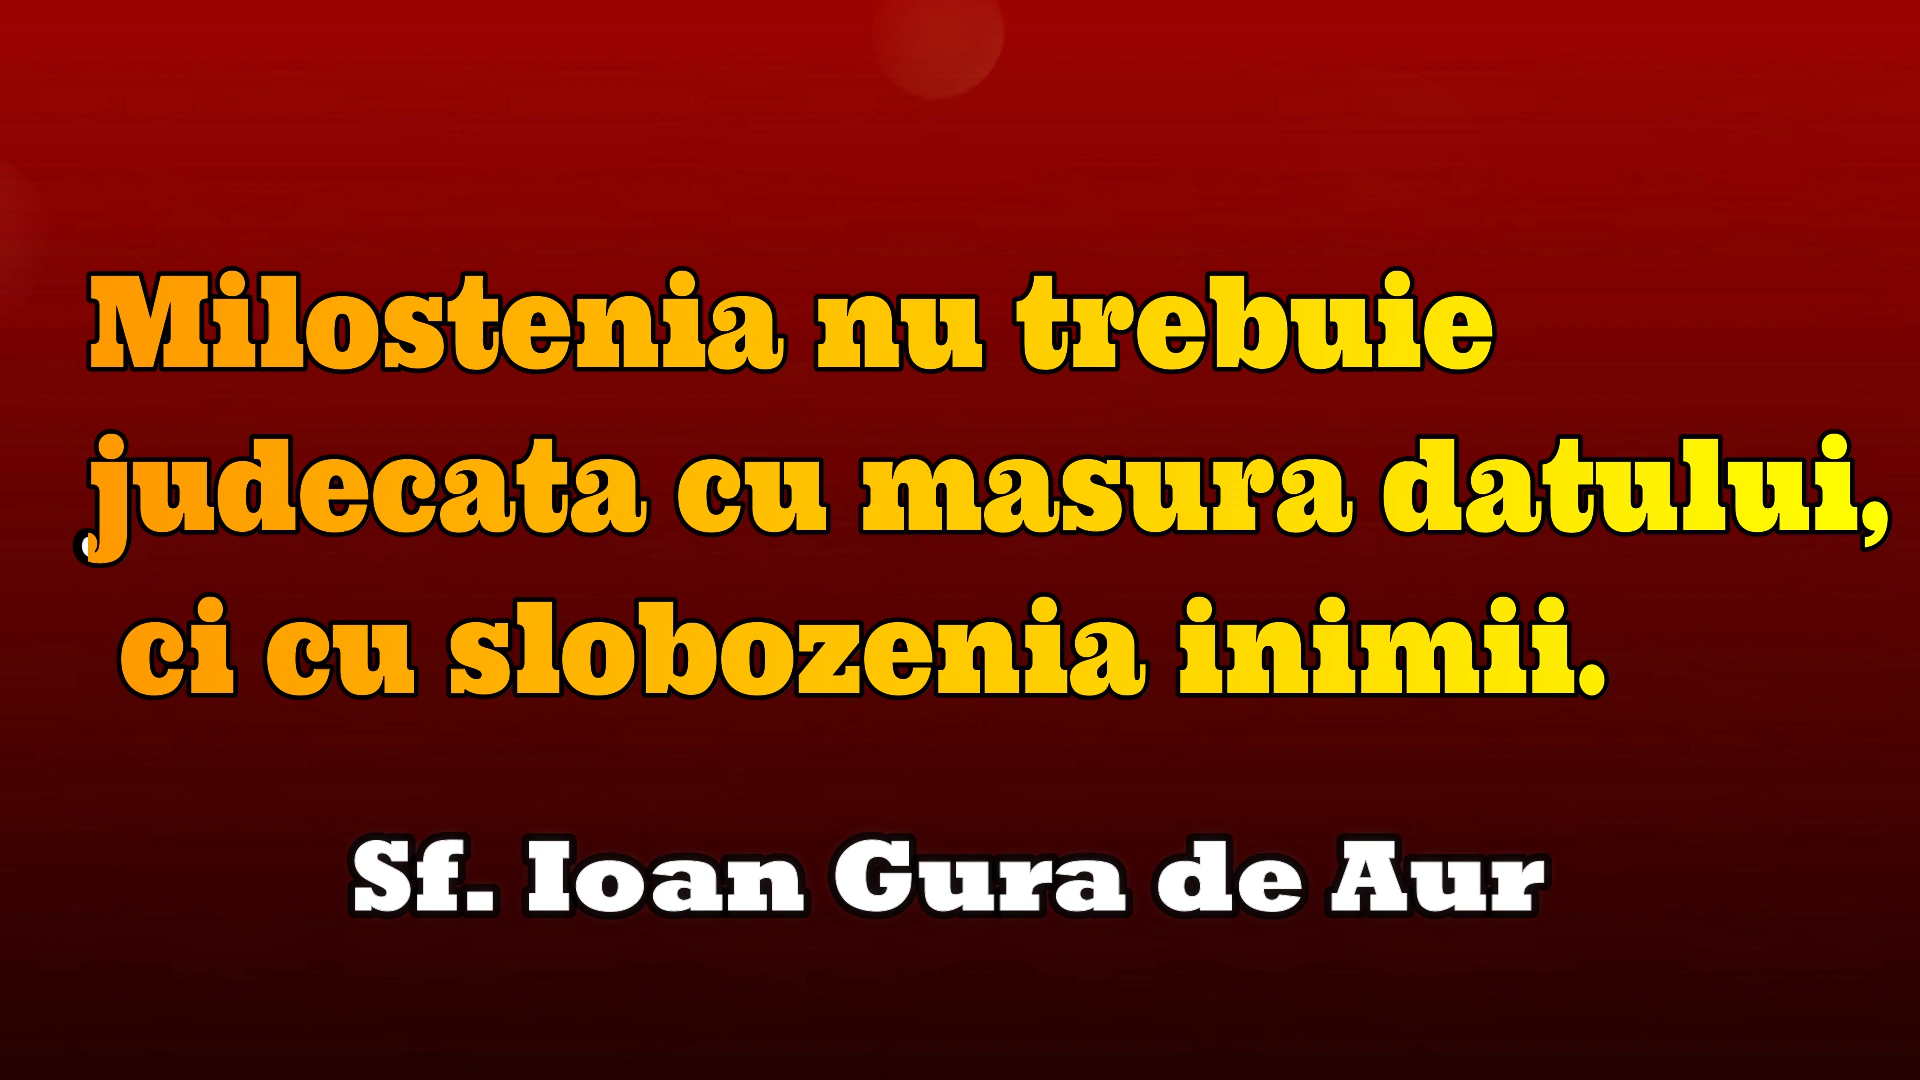 Milostenia nu trebuie
judecata cu masura datului,
ci cu slobozenia inimii.
Sf. Ioan Gura de Aur